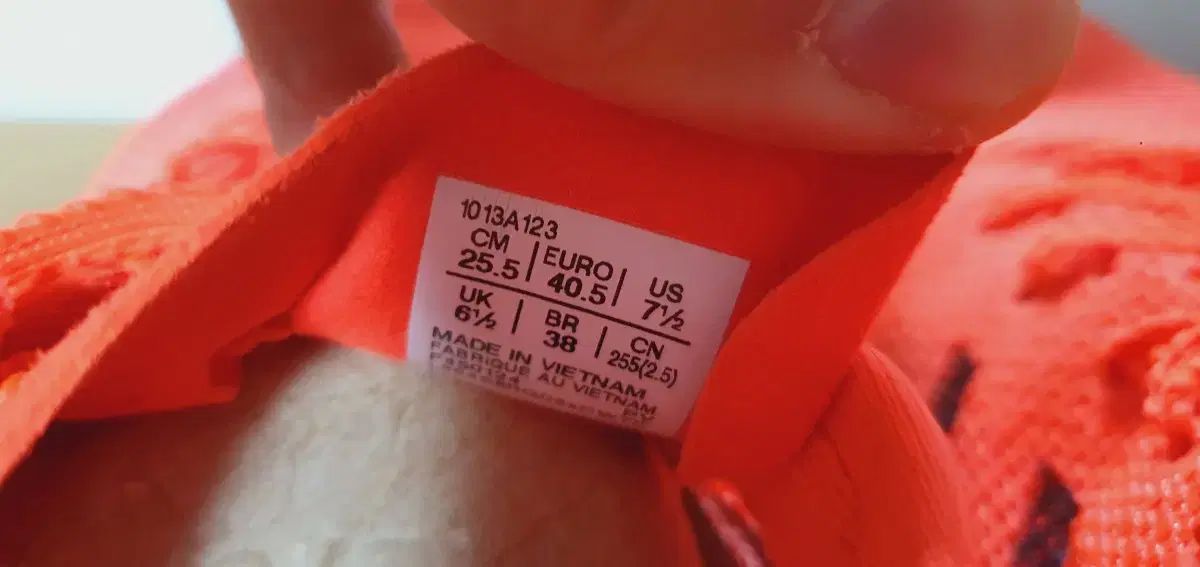 1013A123
CM | EURO | US
25.5 | 40.5 | 7½
UK | BR | CN
6½ | 38 | 255(2.5)
MADE IN VIETNAM
FABRIQUE AU VIETNAM